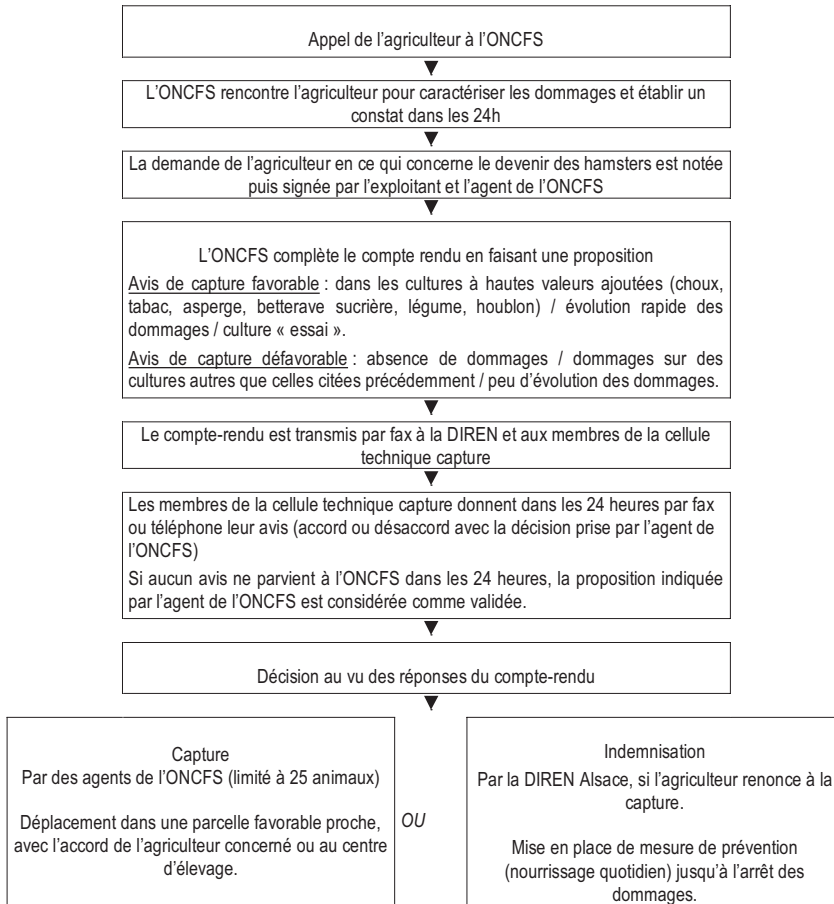 Appel de l'agriculteur à l'ONCFS
L'ONCFS rencontre l'agriculteur pour caractériser les dommages et établir un
constat dans les 24h
La demande de l'agriculteur en ce qui concerne le devenir des hamsters est notée
puis signée par l'exploitant et l'agent de l'ONCFS
L'ONCFS complète le compte rendu en faisant une proposition
Avis de capture favorable : dans les cultures à hautes valeurs ajoutées (choux,
tabac, asperge, betterave sucrière, légume, houblon) / évolution rapide des
dommages / culture « essai ».
Avis de capture défavorable : absence de dommages / dommages sur des
cultures autres que celles citées précédemment / peu d'évolution des dommages.
Le compte-rendu est transmis par fax à la DIREN et aux membres de la cellule
technique capture
Les membres de la cellule technique capture donnent dans les 24 heures par fax
ou téléphone leur avis (accord ou désaccord avec la décision prise par l'agent de
l'ONCFS)
Si aucun avis ne parvient à l'ONCFS dans les 24 heures, la proposition indiquée
par l'agent de l'ONCFS est considérée comme validée.
Décision au vu des réponses du compte-rendu
Capture
Par des agents de l'ONCFS (limité à 25 animaux)
Déplacement dans une parcelle favorable proche,
avec l'accord de l'agriculteur concerné ou au centre
d'élevage.
OU
Indemnisation
Par la DIREN Alsace, si l'agriculteur renonce à la
capture.
Mise en place de mesure de prévention
(nourrissage quotidien) jusqu'à l'arrêt des
dommages.